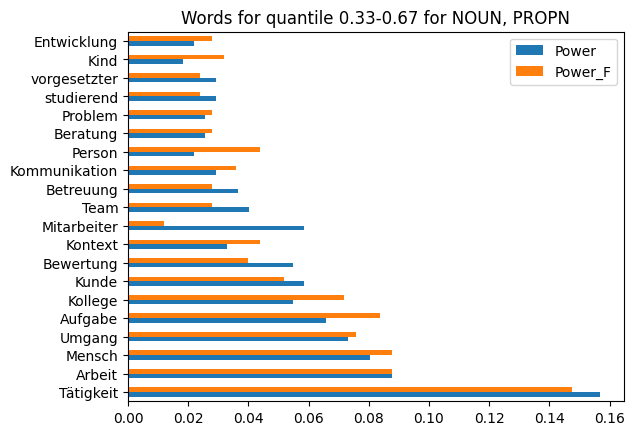 Words for quantile 0.33-0.67 for NOUN, PROPN
Power
Power_F
Entwicklung
Kind
vorgesetzter
studierend
Problem
Beratung
Person
Kommunikation
Betreuung
Team
Mitarbeiter
Kontext
Bewertung
Kunde
Kollege
Aufgabe
Umgang
Mensch
Arbeit
Tätigkeit
0.00 0.02 0.04 0.06 0.08 0.10 0.12 0.14 0.16